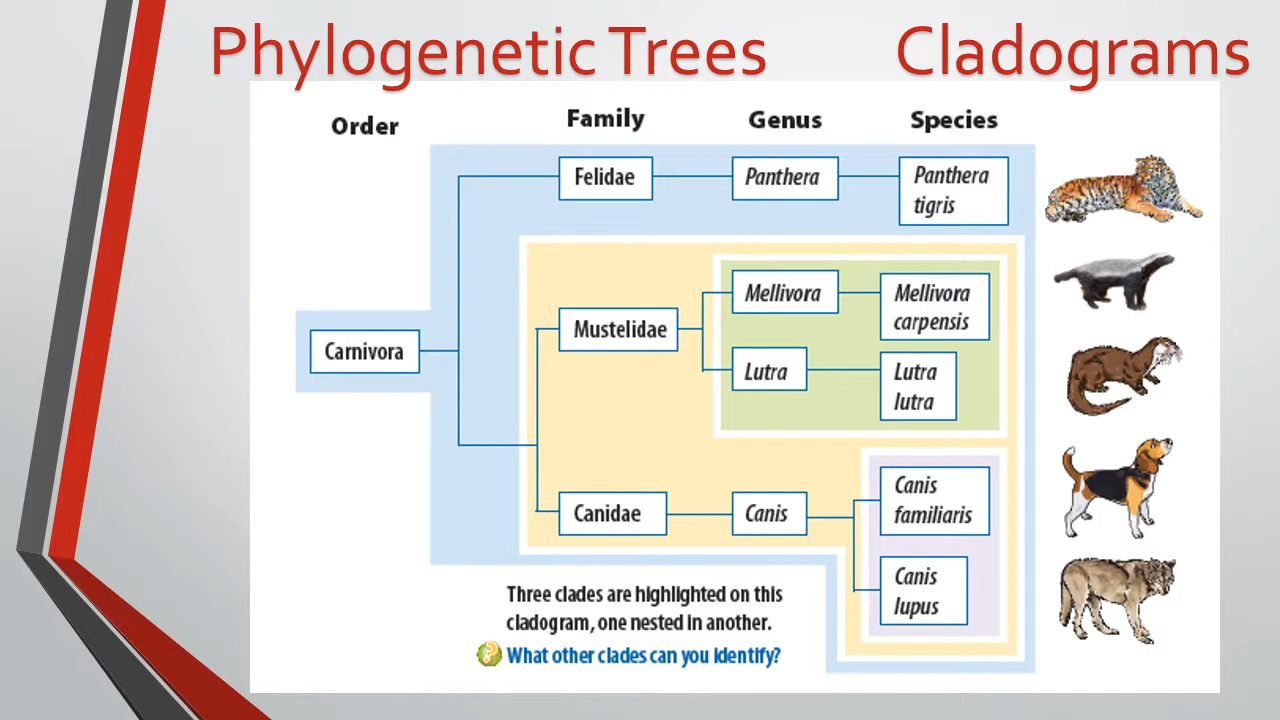 Phylogenetic Trees
Cladograms
Order
Family
Genus
Species
Felidae
Panthera
Panthera
tigris
Carnivora
Mustelidae
Mellivora
Mellivora
carpensis
Lutra
Lutra
lutra
Canidae
Canis
Canis
familiaris
Canis
lupus
Three clades are highlighted on this
cladogram, one nested in another.
What other clades can you identify?